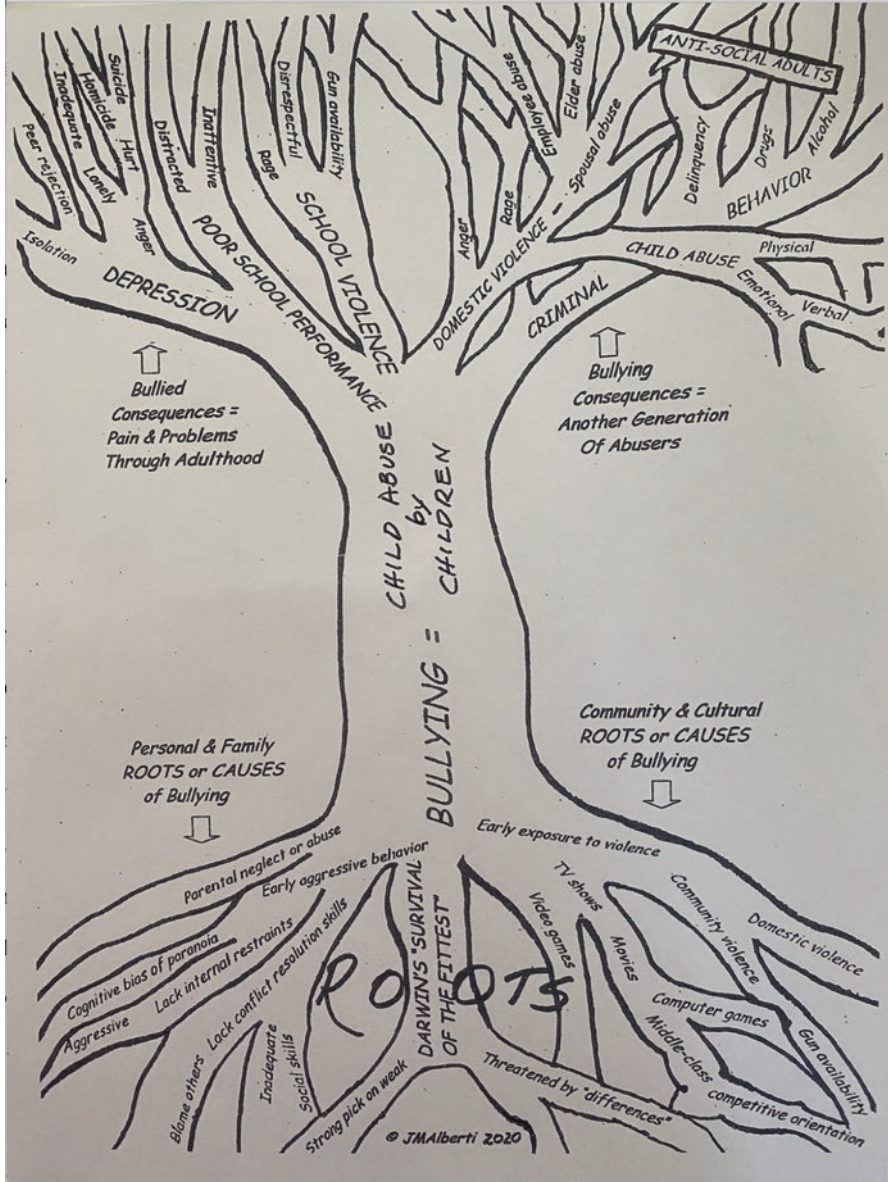 ANTI-SOCIAL ADULTS
Peer rejection
Inadequate
Homicide
Suicide
Lonely
Hurt
Isolation
Anger
DEPRESSION
Distracted
Inattentive
POOR SCHOOL PERFORMANCE
Rage
Disrespectful
Gun availability
SCHOOL VIOLENCE
Anger
Rage
Employee abuse
Elder abuse
DOMESTIC VIOLENCE – Spousal abuse
Delinquency
Drugs
Alcohol
CRIMINAL
BEHAVIOR
CHILD ABUSE
Physical
Emotional
Verbal
Bullied
Consequences =
Pain & Problems
Through Adulthood
Bullying
Consequences =
Another Generation
Of Abusers
BULLYING =
CHILD ABUSE
by
CHILDREN
Personal & Family
ROOTS or CAUSES
of Bullying
Community & Cultural
ROOTS or CAUSES
of Bullying
Parental neglect or abuse
Early aggressive behavior
Cognitive bias of paranoia
Aggressive
Lack internal restraints
Lack conflict resolution skills
Blame others
Inadequate
Social skills
Strong pick on weak
ROOTS
DARWIN'S "SURVIVAL
OF THE FITTEST"
Early exposure to violence
TV shows
Video games
Movies
Community violence
Domestic violence
Computer games
Gun availability
Middle-class competitive orientation
Threatened by "differences"
© JMAlberti 2020